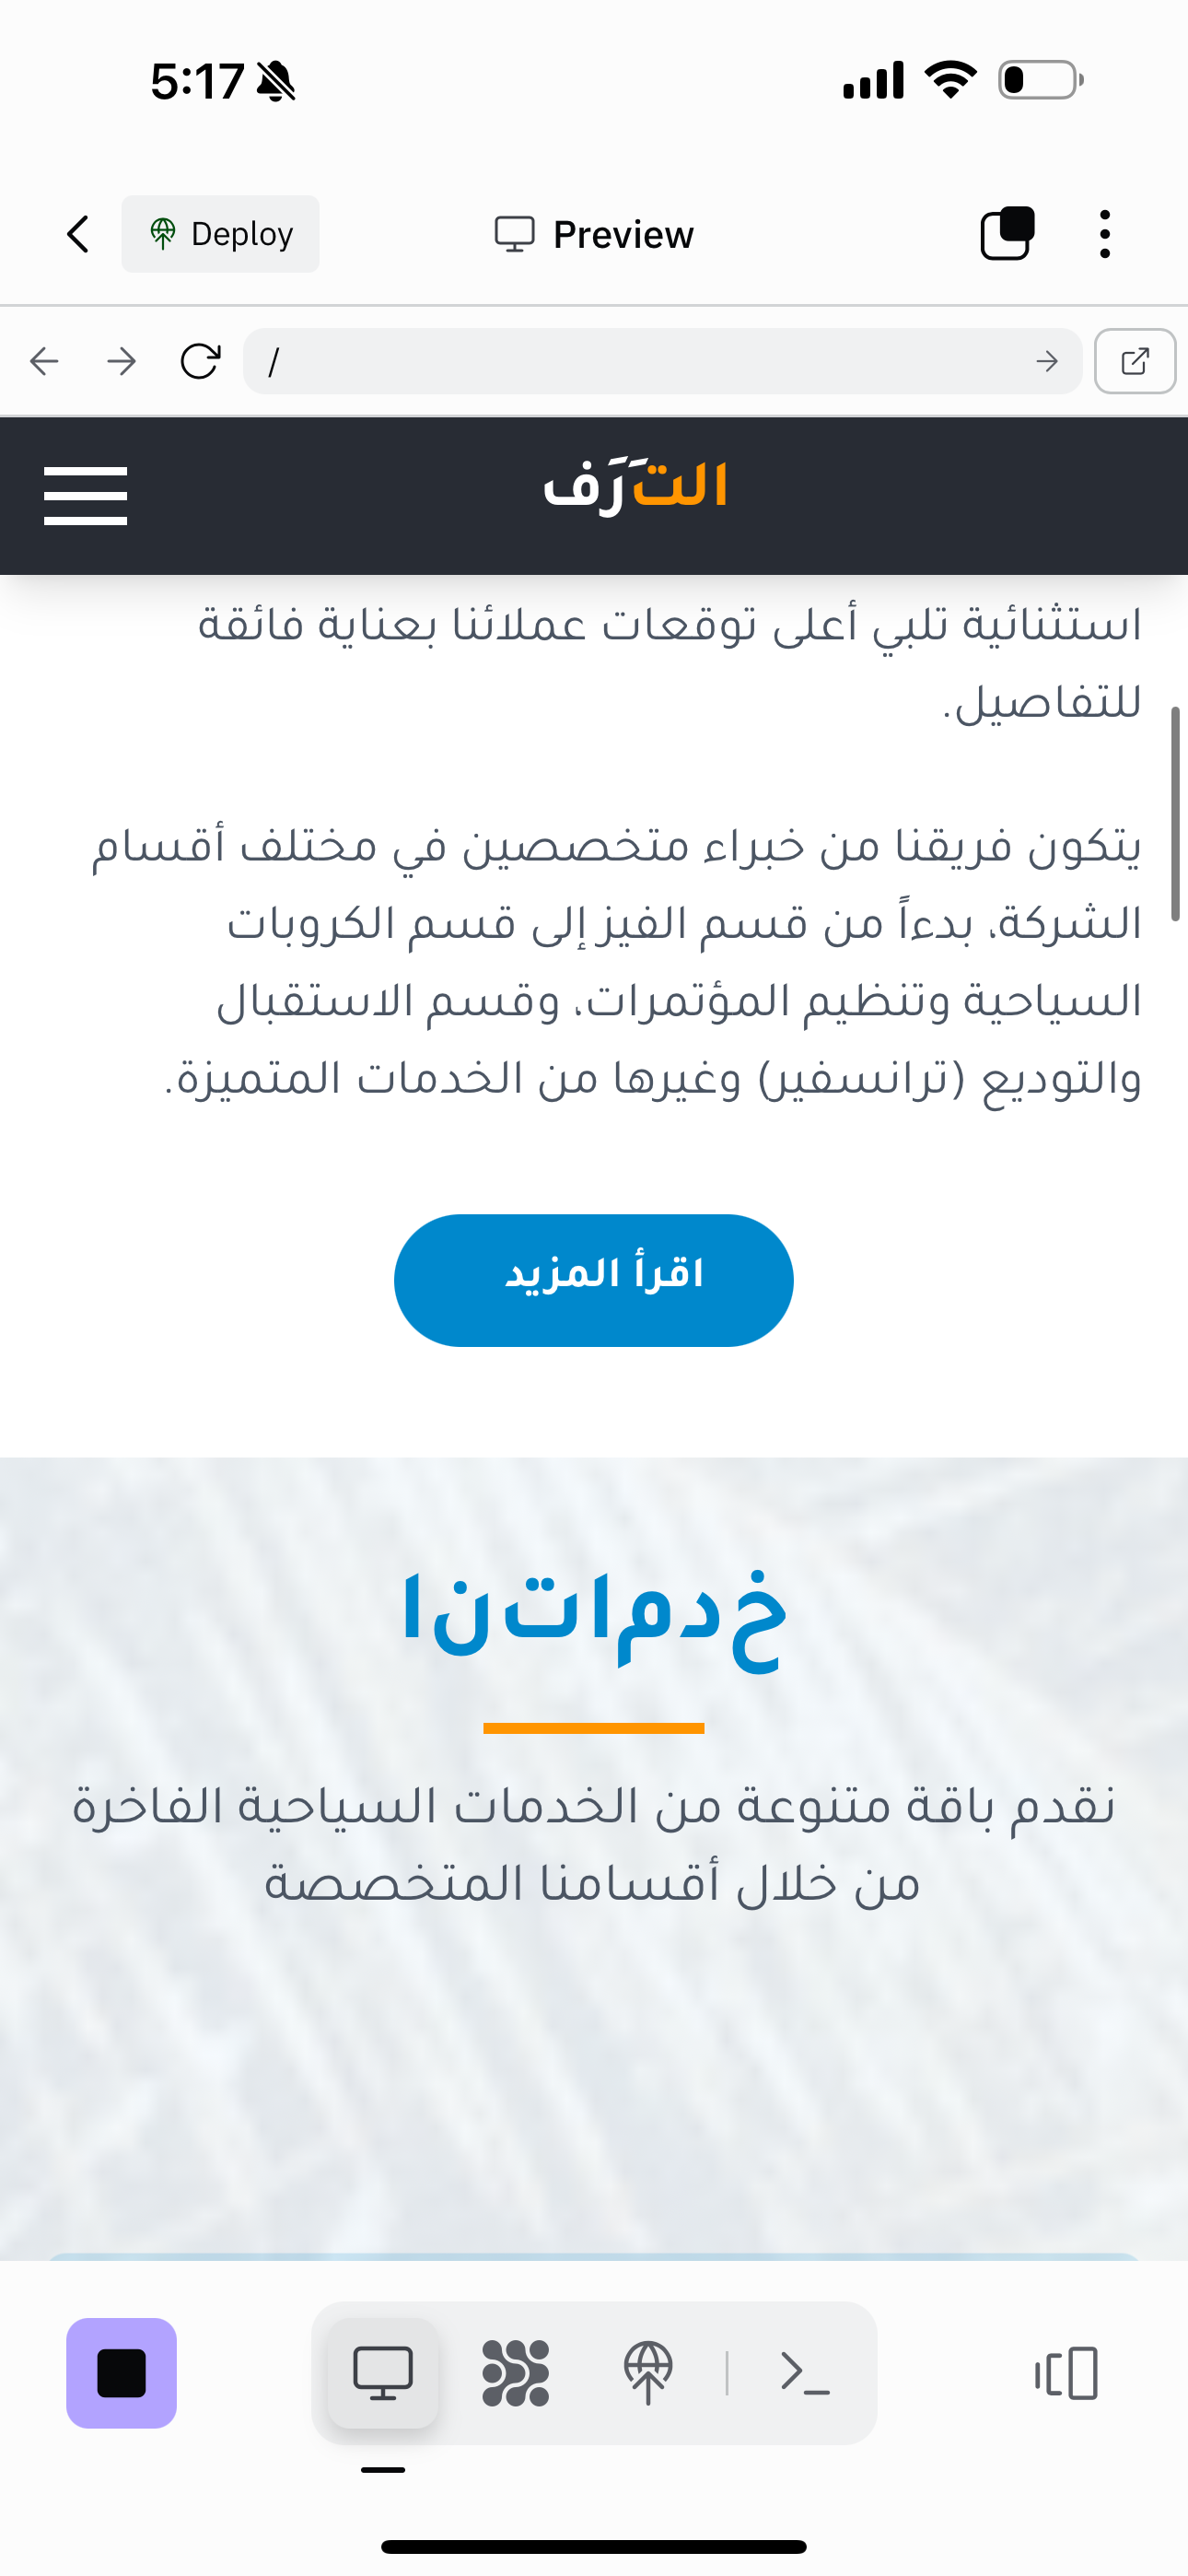 5:17
Deploy
Preview
/
التَرَف
استثنائية تلبي أعلى توقعات عملائنا بعناية فائقة
للتفاصيل.
يتكون فريقنا من خبراء متخصصين في مختلف أقسام
الشركة، بدءاً من قسم الفيز إلى قسم الكروبات
السياحية وتنظيم المؤتمرات، وقسم الاستقبال
والتوديع (ترانسفير) وغيرها من الخدمات المتميزة.
اقرأ المزيد
خدماتنا
نقدم باقة متنوعة من الخدمات السياحية الفاخرة
من خلال أقسامنا المتخصصة